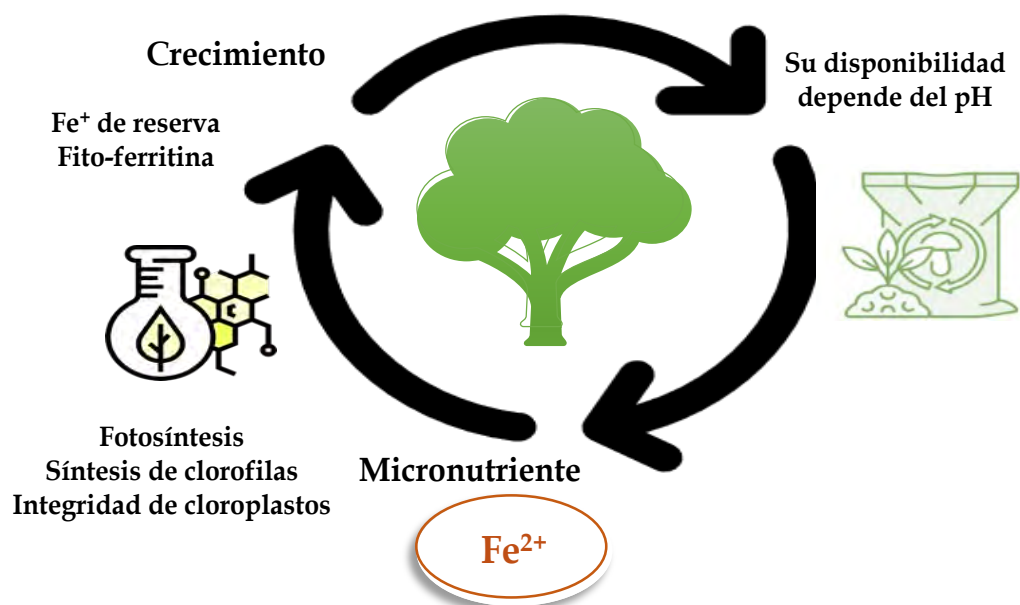 Crecimiento
Su disponibilidad
depende del pH
Fe⁺ de reserva
Fito-ferritina
Fotosíntesis
Síntesis de clorofilas
Integridad de cloroplastos
Micronutriente
Fe²⁺